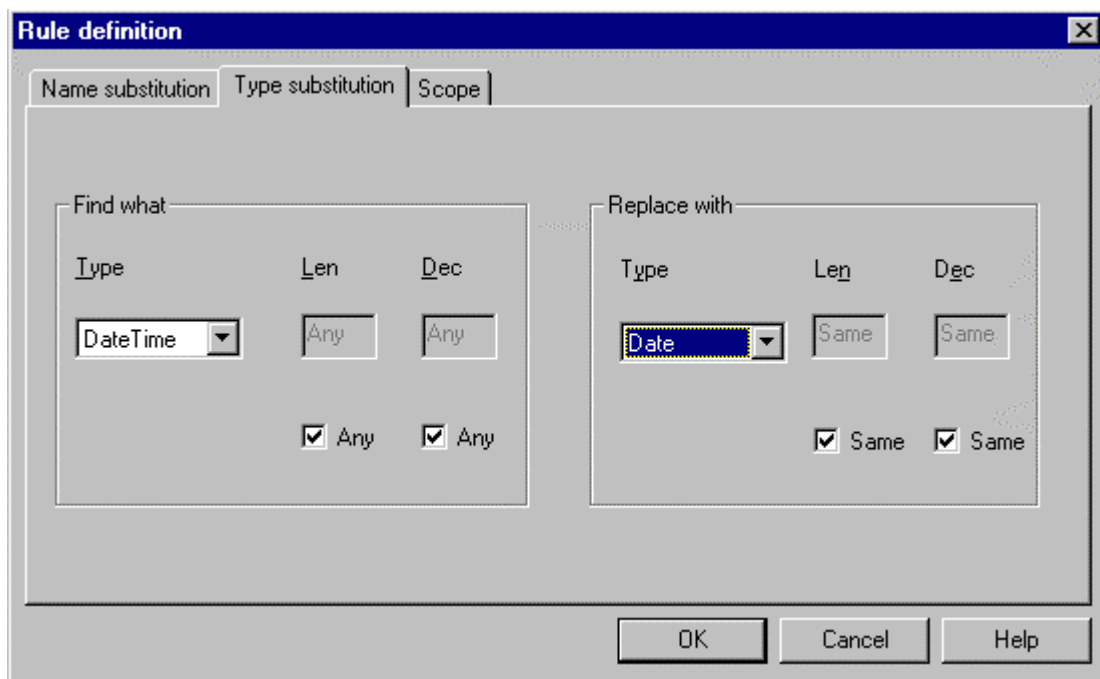 Rule definition
Name substitution Type substitution Scope
Find what
Type Len Dec
DateTime Any Any
Any Any
Replace with
Type Len Dec
Date Same Same
Same Same
OK Cancel Help